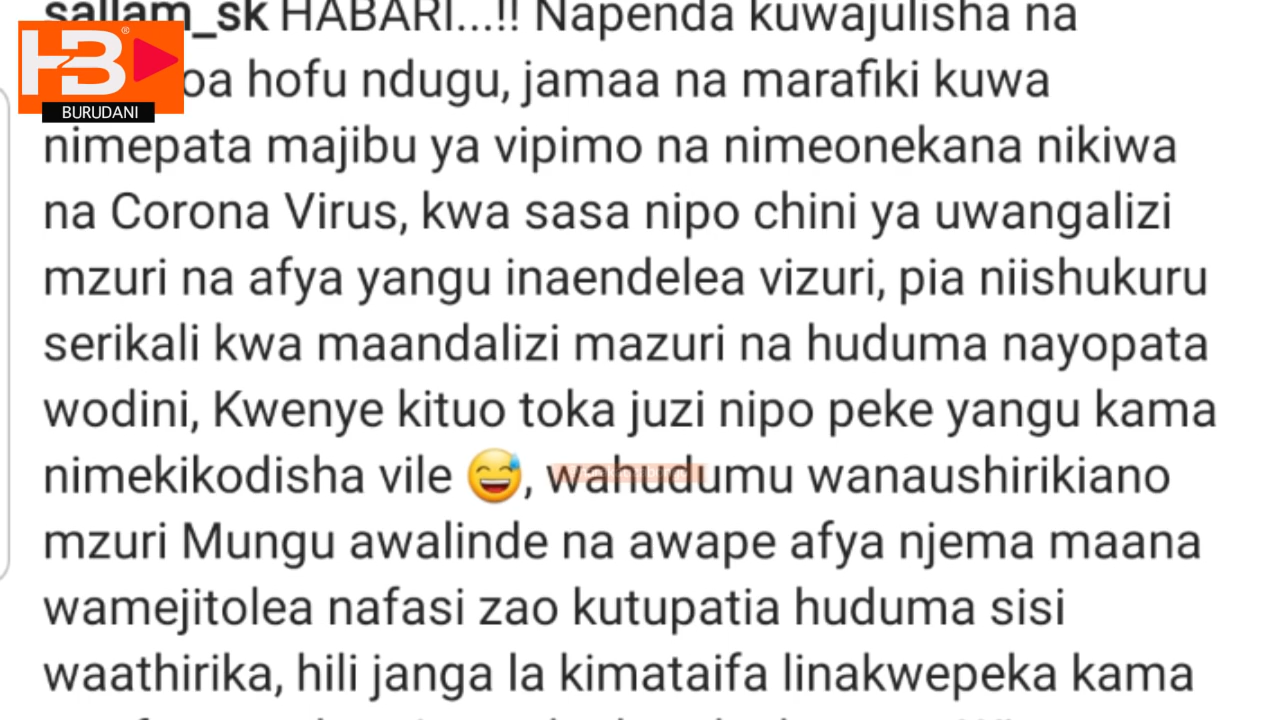 sallam_sk HABARI...!! Napenda kuwajulisha na
HB®
oa hofu ndugu, jamaa na marafiki kuwa
BURUDANI
nimepata majibu ya vipimo na nimeonekana nikiwa
na Corona Virus, kwa sasa nipo chini ya uwangalizi
mzuri na afya yangu inaendelea vizuri, pia niishukuru
serikali kwa maandalizi mazuri na huduma nayopata
wodini, Kwenye kituo toka juzi nipo peke yangu kama
nimekikodisha vile 😅, wahudumu wanaushirikiano
mzuri Mungu awalinde na awape afya njema maana
wamejitolea nafasi zao kutupatia huduma sisi
waathirika, hili janga la kimataifa linakwepeka kama